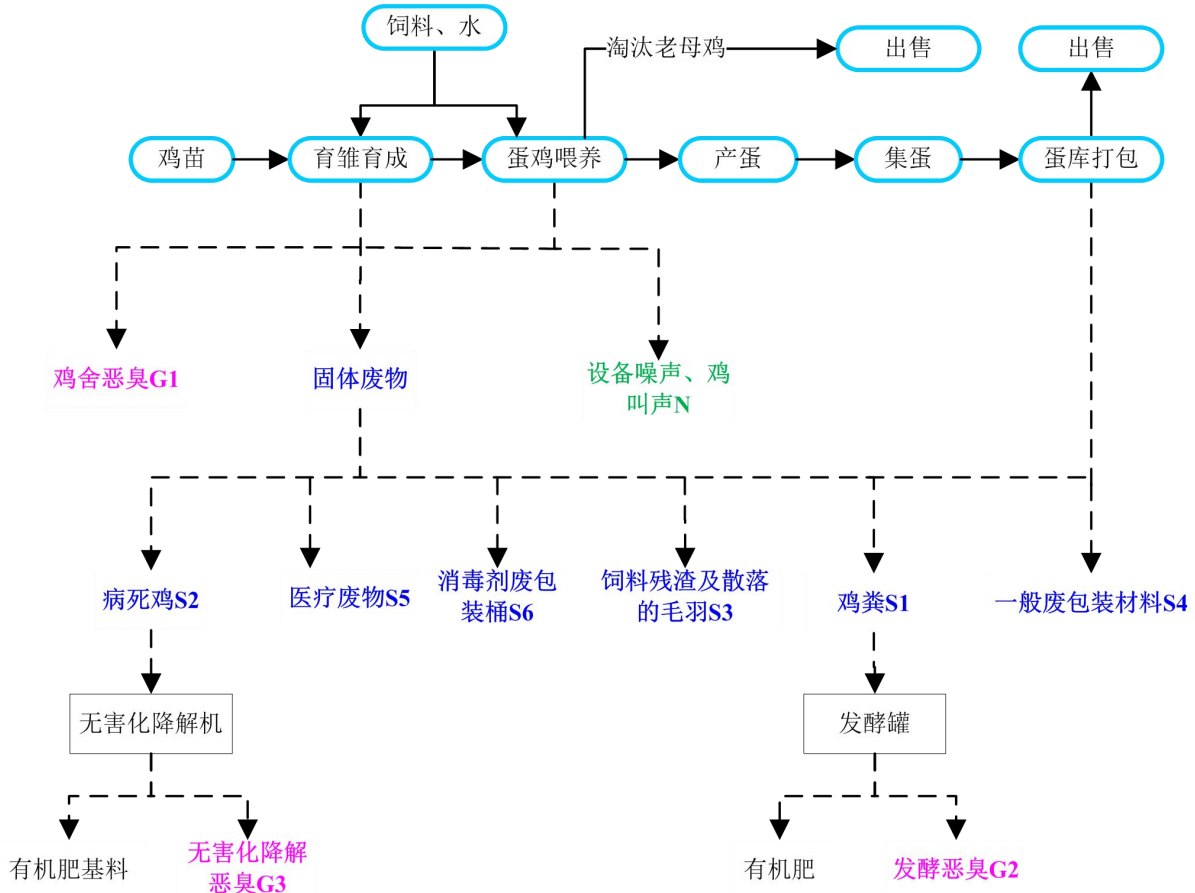 饲料、水
淘汰老母鸡
出售
出售
鸡苗
育雏育成
蛋鸡喂养
产蛋
集蛋
蛋库打包
鸡舍恶臭G1
固体废物
设备噪声、鸡
叫声N
病死鸡S2
医疗废物S5
消毒剂废包
装桶S6
饲料残渣及散落
的毛羽S3
鸡粪S1
一般废包装材料S4
无害化降解机
发酵罐
有机肥基料
无害化降解
恶臭G3
有机肥
发酵恶臭G2